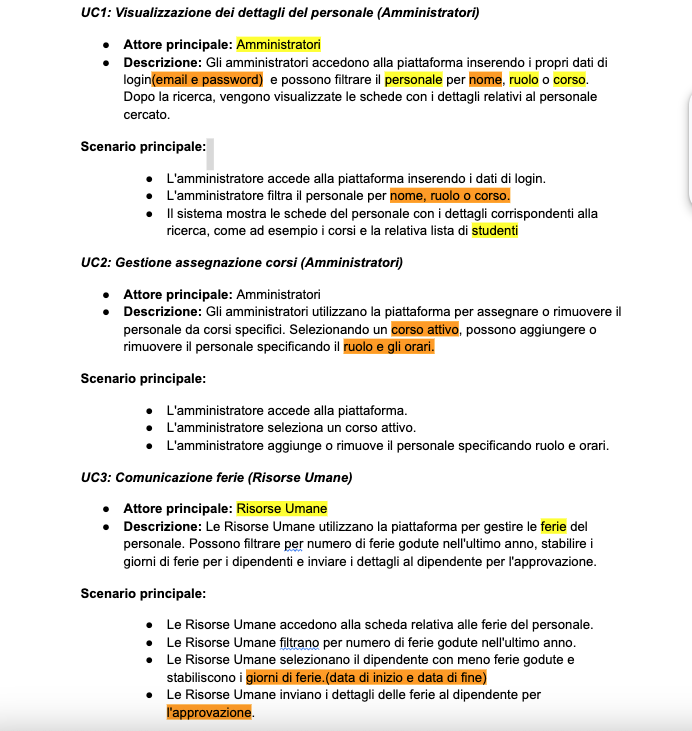 UC1: Visualizzazione dei dettagli del personale (Amministratori)
● Attore principale: Amministratori
● Descrizione: Gli amministratori accedono alla piattaforma inserendo i propri dati di
login(email e password) e possono filtrare il personale per nome, ruolo o corso.
Dopo la ricerca, vengono visualizzate le schede con i dettagli relativi al personale
cercato.
Scenario principale:
● L'amministratore accede alla piattaforma inserendo i dati di login.
● L'amministratore filtra il personale per nome, ruolo o corso.
● Il sistema mostra le schede del personale con i dettagli corrispondenti alla
ricerca, come ad esempio i corsi e la relativa lista di studenti
UC2: Gestione assegnazione corsi (Amministratori)
● Attore principale: Amministratori
● Descrizione: Gli amministratori utilizzano la piattaforma per assegnare o rimuovere il
personale da corsi specifici. Selezionando un corso attivo, possono aggiungere o
rimuovere il personale specificando il ruolo e gli orari.
Scenario principale:
● L'amministratore accede alla piattaforma.
● L'amministratore seleziona un corso attivo.
● L'amministratore aggiunge o rimuove il personale specificando ruolo e orari.
UC3: Comunicazione ferie (Risorse Umane)
● Attore principale: Risorse Umane
● Descrizione: Le Risorse Umane utilizzano la piattaforma per gestire le ferie del
personale. Possono filtrare per numero di ferie godute nell'ultimo anno, stabilire i
giorni di ferie per i dipendenti e inviare i dettagli al dipendente per l'approvazione.
Scenario principale:
● Le Risorse Umane accedono alla scheda relativa alle ferie del personale.
● Le Risorse Umane filtrano per numero di ferie godute nell'ultimo anno.
● Le Risorse Umane selezionano il dipendente con meno ferie godute e
stabiliscono i giorni di ferie.(data di inizio e data di fine)
● Le Risorse Umane inviano i dettagli delle ferie al dipendente per
l'approvazione.